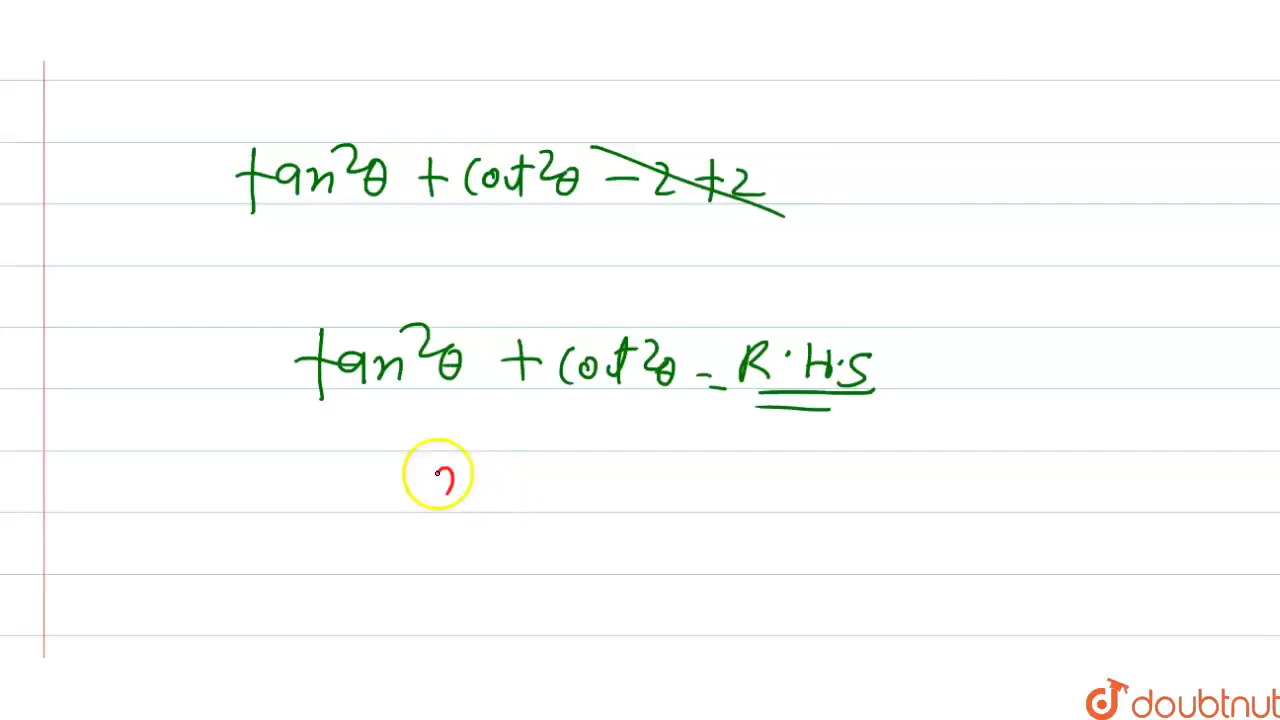 tan²θ + cot²θ - 2 + 2
tan²θ + cot²θ = R.H.S
doubtnut